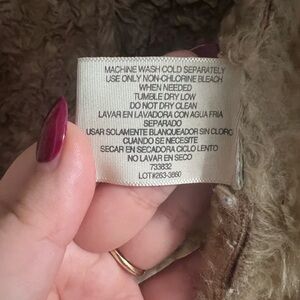 MACHINE WASH COLD SEPARATELY
USE ONLY NON-CHLORINE BLEACH
WHEN NEEDED
TUMBLE DRY LOW
DO NOT DRY CLEAN
LAVAR EN LAVADORA CON AGUA FRIA
SEPARADO
USAR SOLAMENTE BLANQUEADOR SIN CLORO
CUANDO SE NECESITE
SECAR EN SECADORA CICLO LENTO
NO LAVAR EN SECO
733832
LOT#263-3860